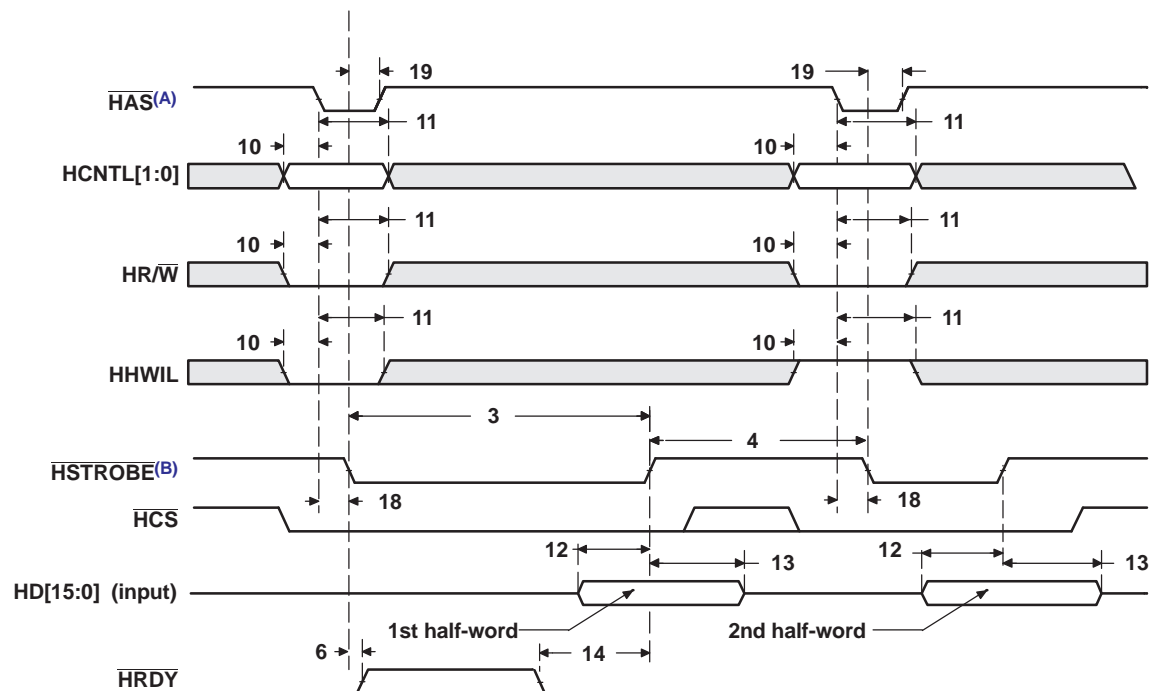 19 19
HAS(A)
11 11
10 10
HCNTL[1:0]
11 11
10 10
HR/W
11 11
10 10
HHWIL
3
4
HSTROBE(B)
18 18
HCS
12 12
13 13
HD[15:0] (input)
1st half-word 2nd half-word
6 14
HRDY